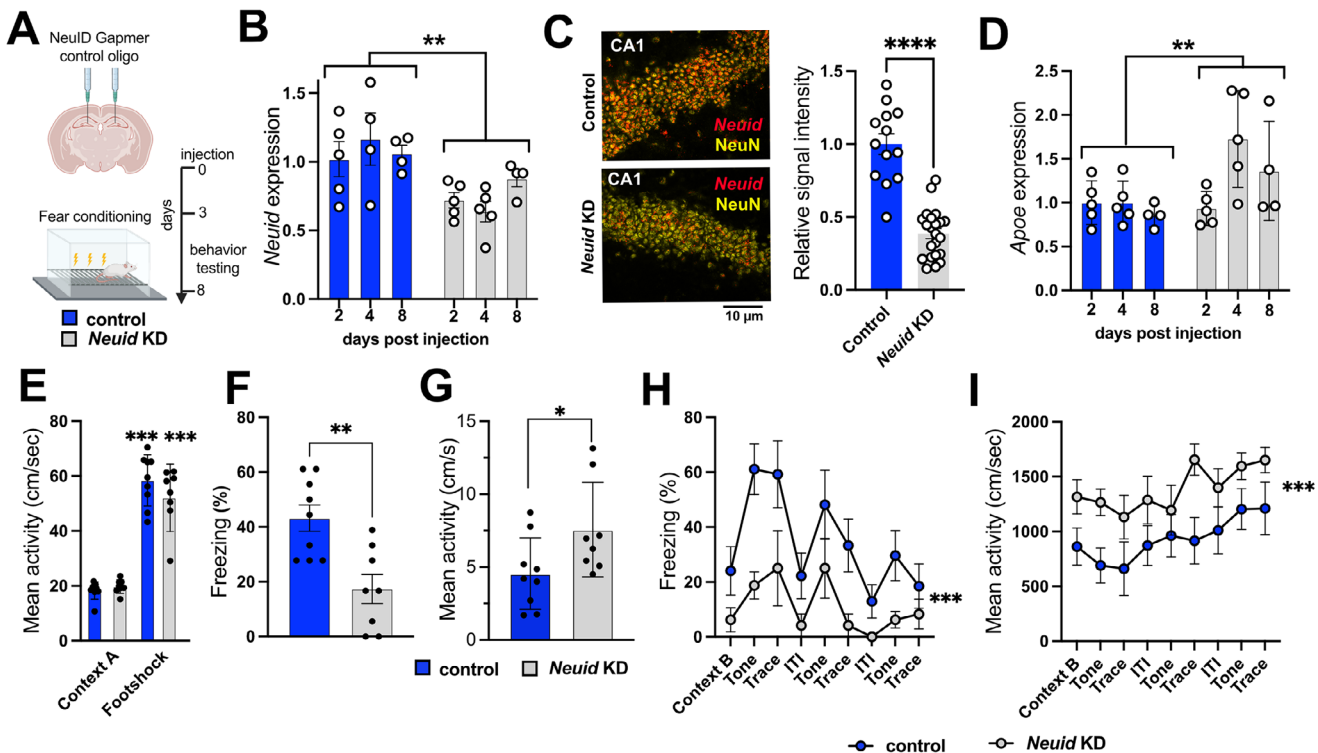 A
NeuID Gapmer
control oligo
injection
0
3
days
behavior
testing
8
Fear conditioning
control
Neuid KD
B
**
Neuid expression
1.5
1.0
0.5
0.0
2 4 8 2 4 8
days post injection
C
Control
CA1
Neuid
NeuN
Neuid KD
CA1
Neuid
NeuN
10 µm
****
Relative signal intensity
1.5
1.0
0.5
0.0
Control
Neuid KD
D
**
Apoe expression
2.5
2.0
1.5
1.0
0.5
0.0
2 4 8 2 4 8
days post injection
E
Mean activity (cm/sec)
80
60
40
20
0
*** ***
Context A
Footshock
F
Freezing (%)
80
60
40
20
0
**
G
Mean activity (cm/s)
15
10
5
0
*
control Neuid KD
H
Freezing (%)
80
60
40
20
0
***
Context B
Tone
Trace
ITI
Tone
Trace
ITI
Tone
Trace
I
Mean activity (cm/sec)
2000
1500
1000
500
0
***
Context B
Tone
Trace
ITI
Tone
Trace
ITI
Tone
Trace
control Neuid KD